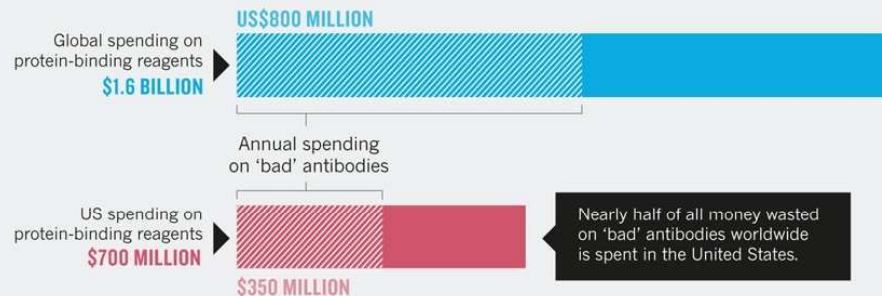 US$800 MILLION
Global spending on
protein-binding reagents
$1.6 BILLION
Annual spending
on ‘bad’ antibodies
US spending on
protein-binding reagents
$700 MILLION
Nearly half of all money wasted
on ‘bad’ antibodies worldwide
is spent in the United States.
$350 MILLION